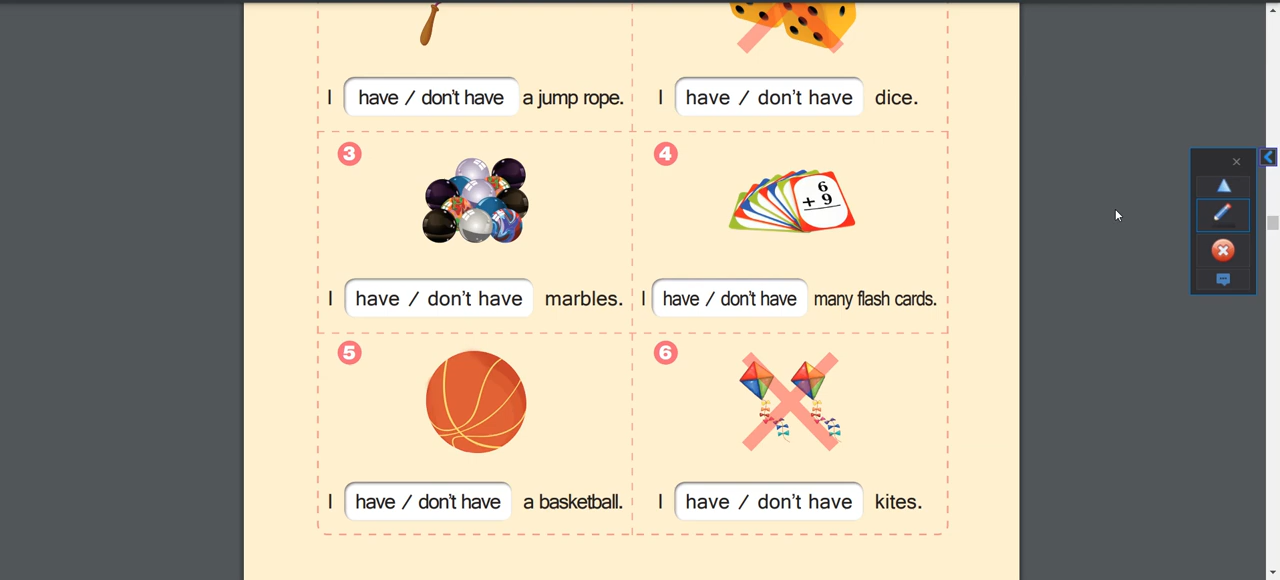 I have / don't have a jump rope.
I have / don't have dice.
3
4
6
+ 9
I have / don't have marbles.
I have / don't have many flash cards.
5
6
I have / don't have a basketball.
I have / don't have kites.